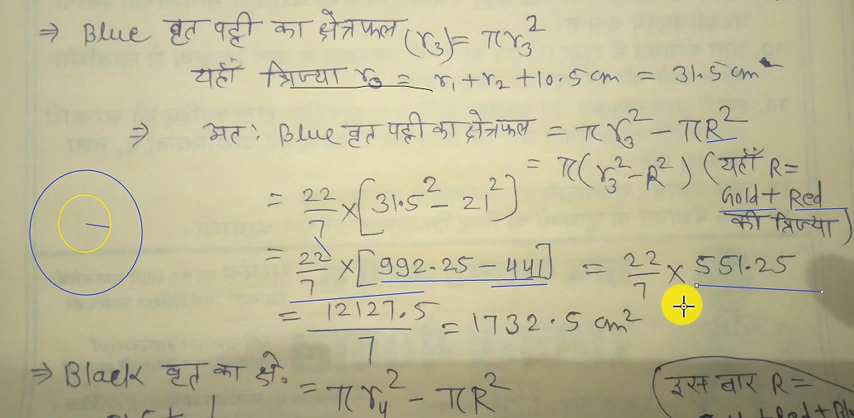 ⇒ Blue वृत पट्टी का क्षेत्रफल (r₃) = πr₃²
यहाँ त्रिज्या r₃ = r₁ + r₂ + 10.5 cm = 31.5 cm
⇒ अतः Blue वृत पट्टी का क्षेत्रफल = πr₃² - πR²
= π(r₃² - R²) (यहाँ R =
Gold + Red
की त्रिज्या)
= 22/7 × [31.5² - 21²]
= 22/7 × [992.25 - 441] = 22/7 × 551.25
= 12127.5/7 = 1732.5 cm²
⇒ Black वृत का क्षे. = πr₄² - πR²
इस बार R =